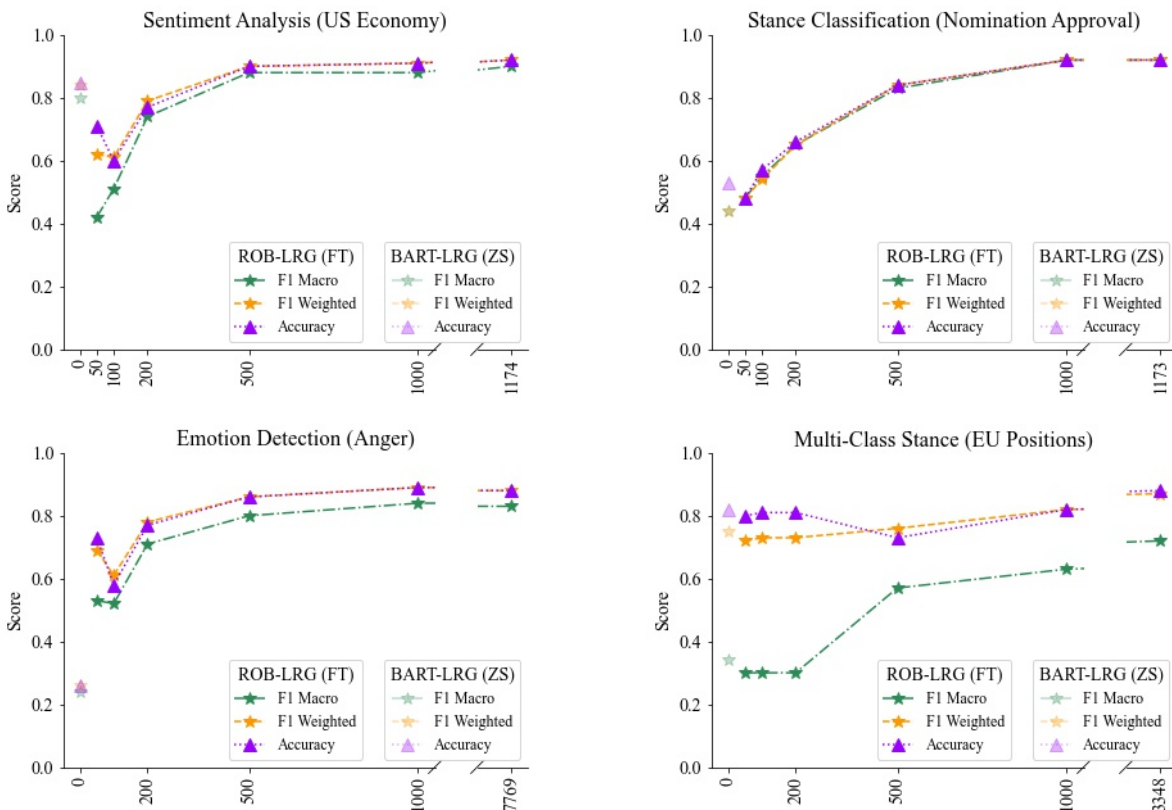 Sentiment Analysis (US Economy)
1.0
0.8
0.6
0.4
0.2
0.0
Score
ROB-LRG (FT)
F1 Macro
F1 Weighted
Accuracy
BART-LRG (ZS)
F1 Macro
F1 Weighted
Accuracy
0
50
100
200
500
1000
1174
Stance Classification (Nomination Approval)
1.0
0.8
0.6
0.4
0.2
0.0
Score
ROB-LRG (FT)
F1 Macro
F1 Weighted
Accuracy
BART-LRG (ZS)
F1 Macro
F1 Weighted
Accuracy
0
50
100
200
500
1000
1173
Emotion Detection (Anger)
1.0
0.8
0.6
0.4
0.2
0.0
Score
ROB-LRG (FT)
F1 Macro
F1 Weighted
Accuracy
BART-LRG (ZS)
F1 Macro
F1 Weighted
Accuracy
0
200
500
1000
7769
Multi-Class Stance (EU Positions)
1.0
0.8
0.6
0.4
0.2
0.0
Score
ROB-LRG (FT)
F1 Macro
F1 Weighted
Accuracy
BART-LRG (ZS)
F1 Macro
F1 Weighted
Accuracy
0
200
500
1000
3348